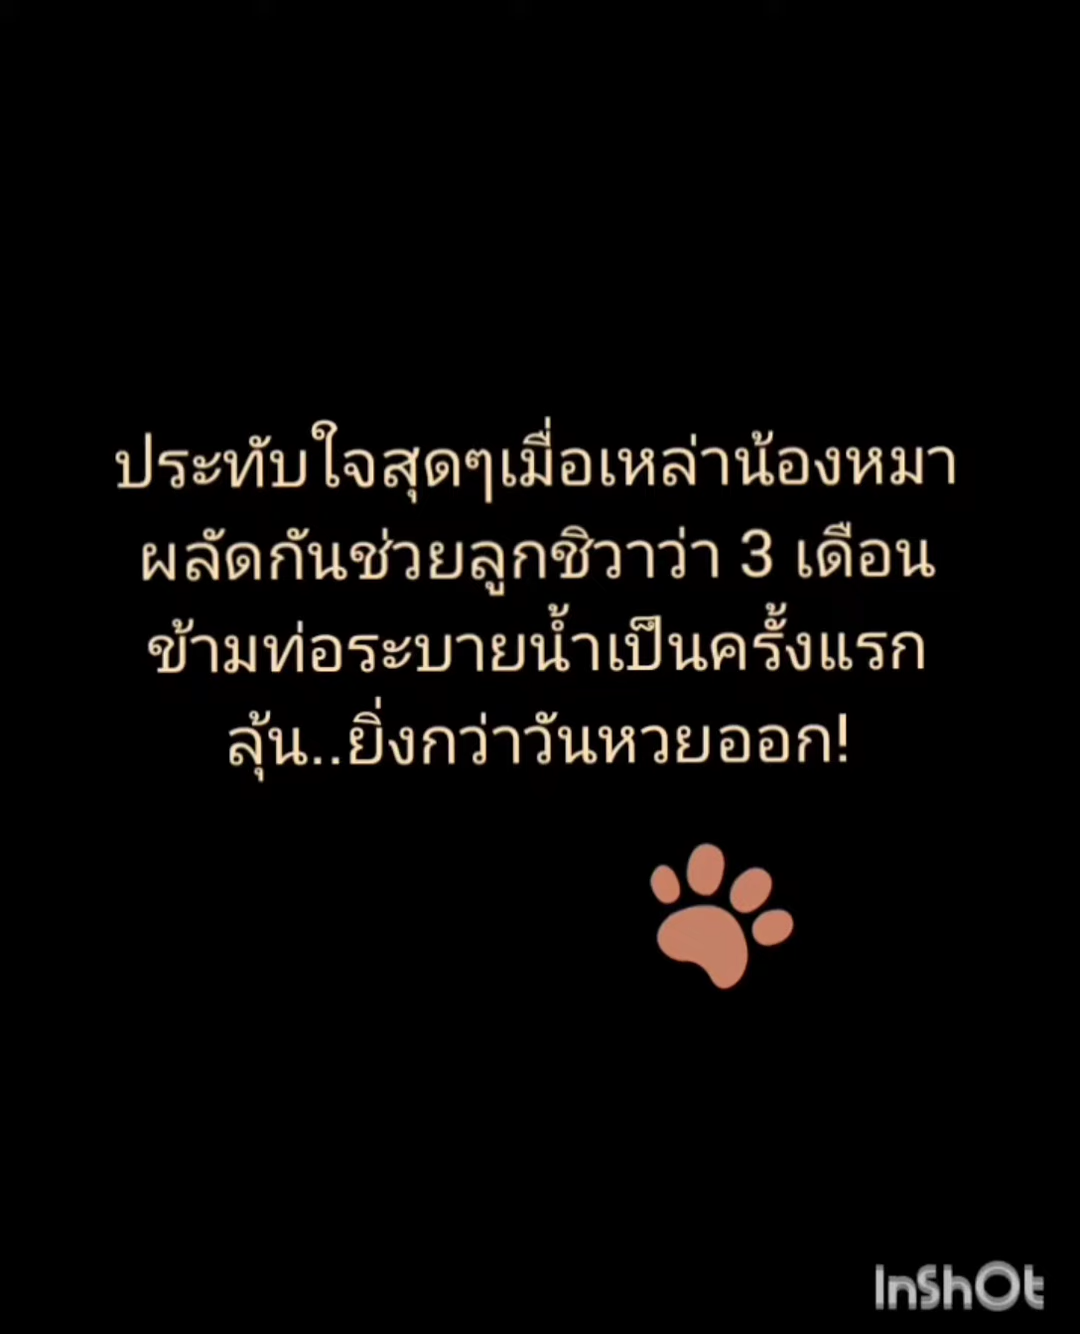 ประทับใจสุดๆเมื่อเหล่าน้องหมา
ผลัดกันช่วยลูกชิวาว่า 3 เดือน
ข้ามท่อระบายน้ำเป็นครั้งแรก
ลุ้น..ยิ่งกว่าวันหวยออก!
InShOt